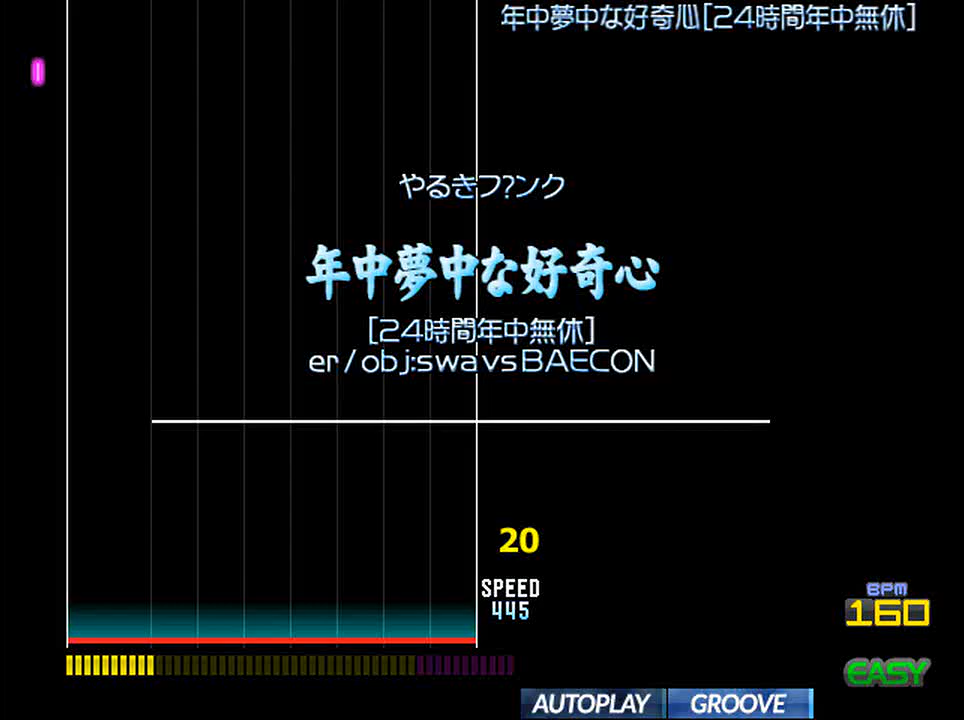 年中夢中な好奇心[24時間年中無休]
やるきフ?ンク
年中夢中な好奇心
[24時間年中無休]
er / obj:swa vs BAECON
20
SPEED
445
BPM
160
EASY
AUTOPLAY
GROOVE